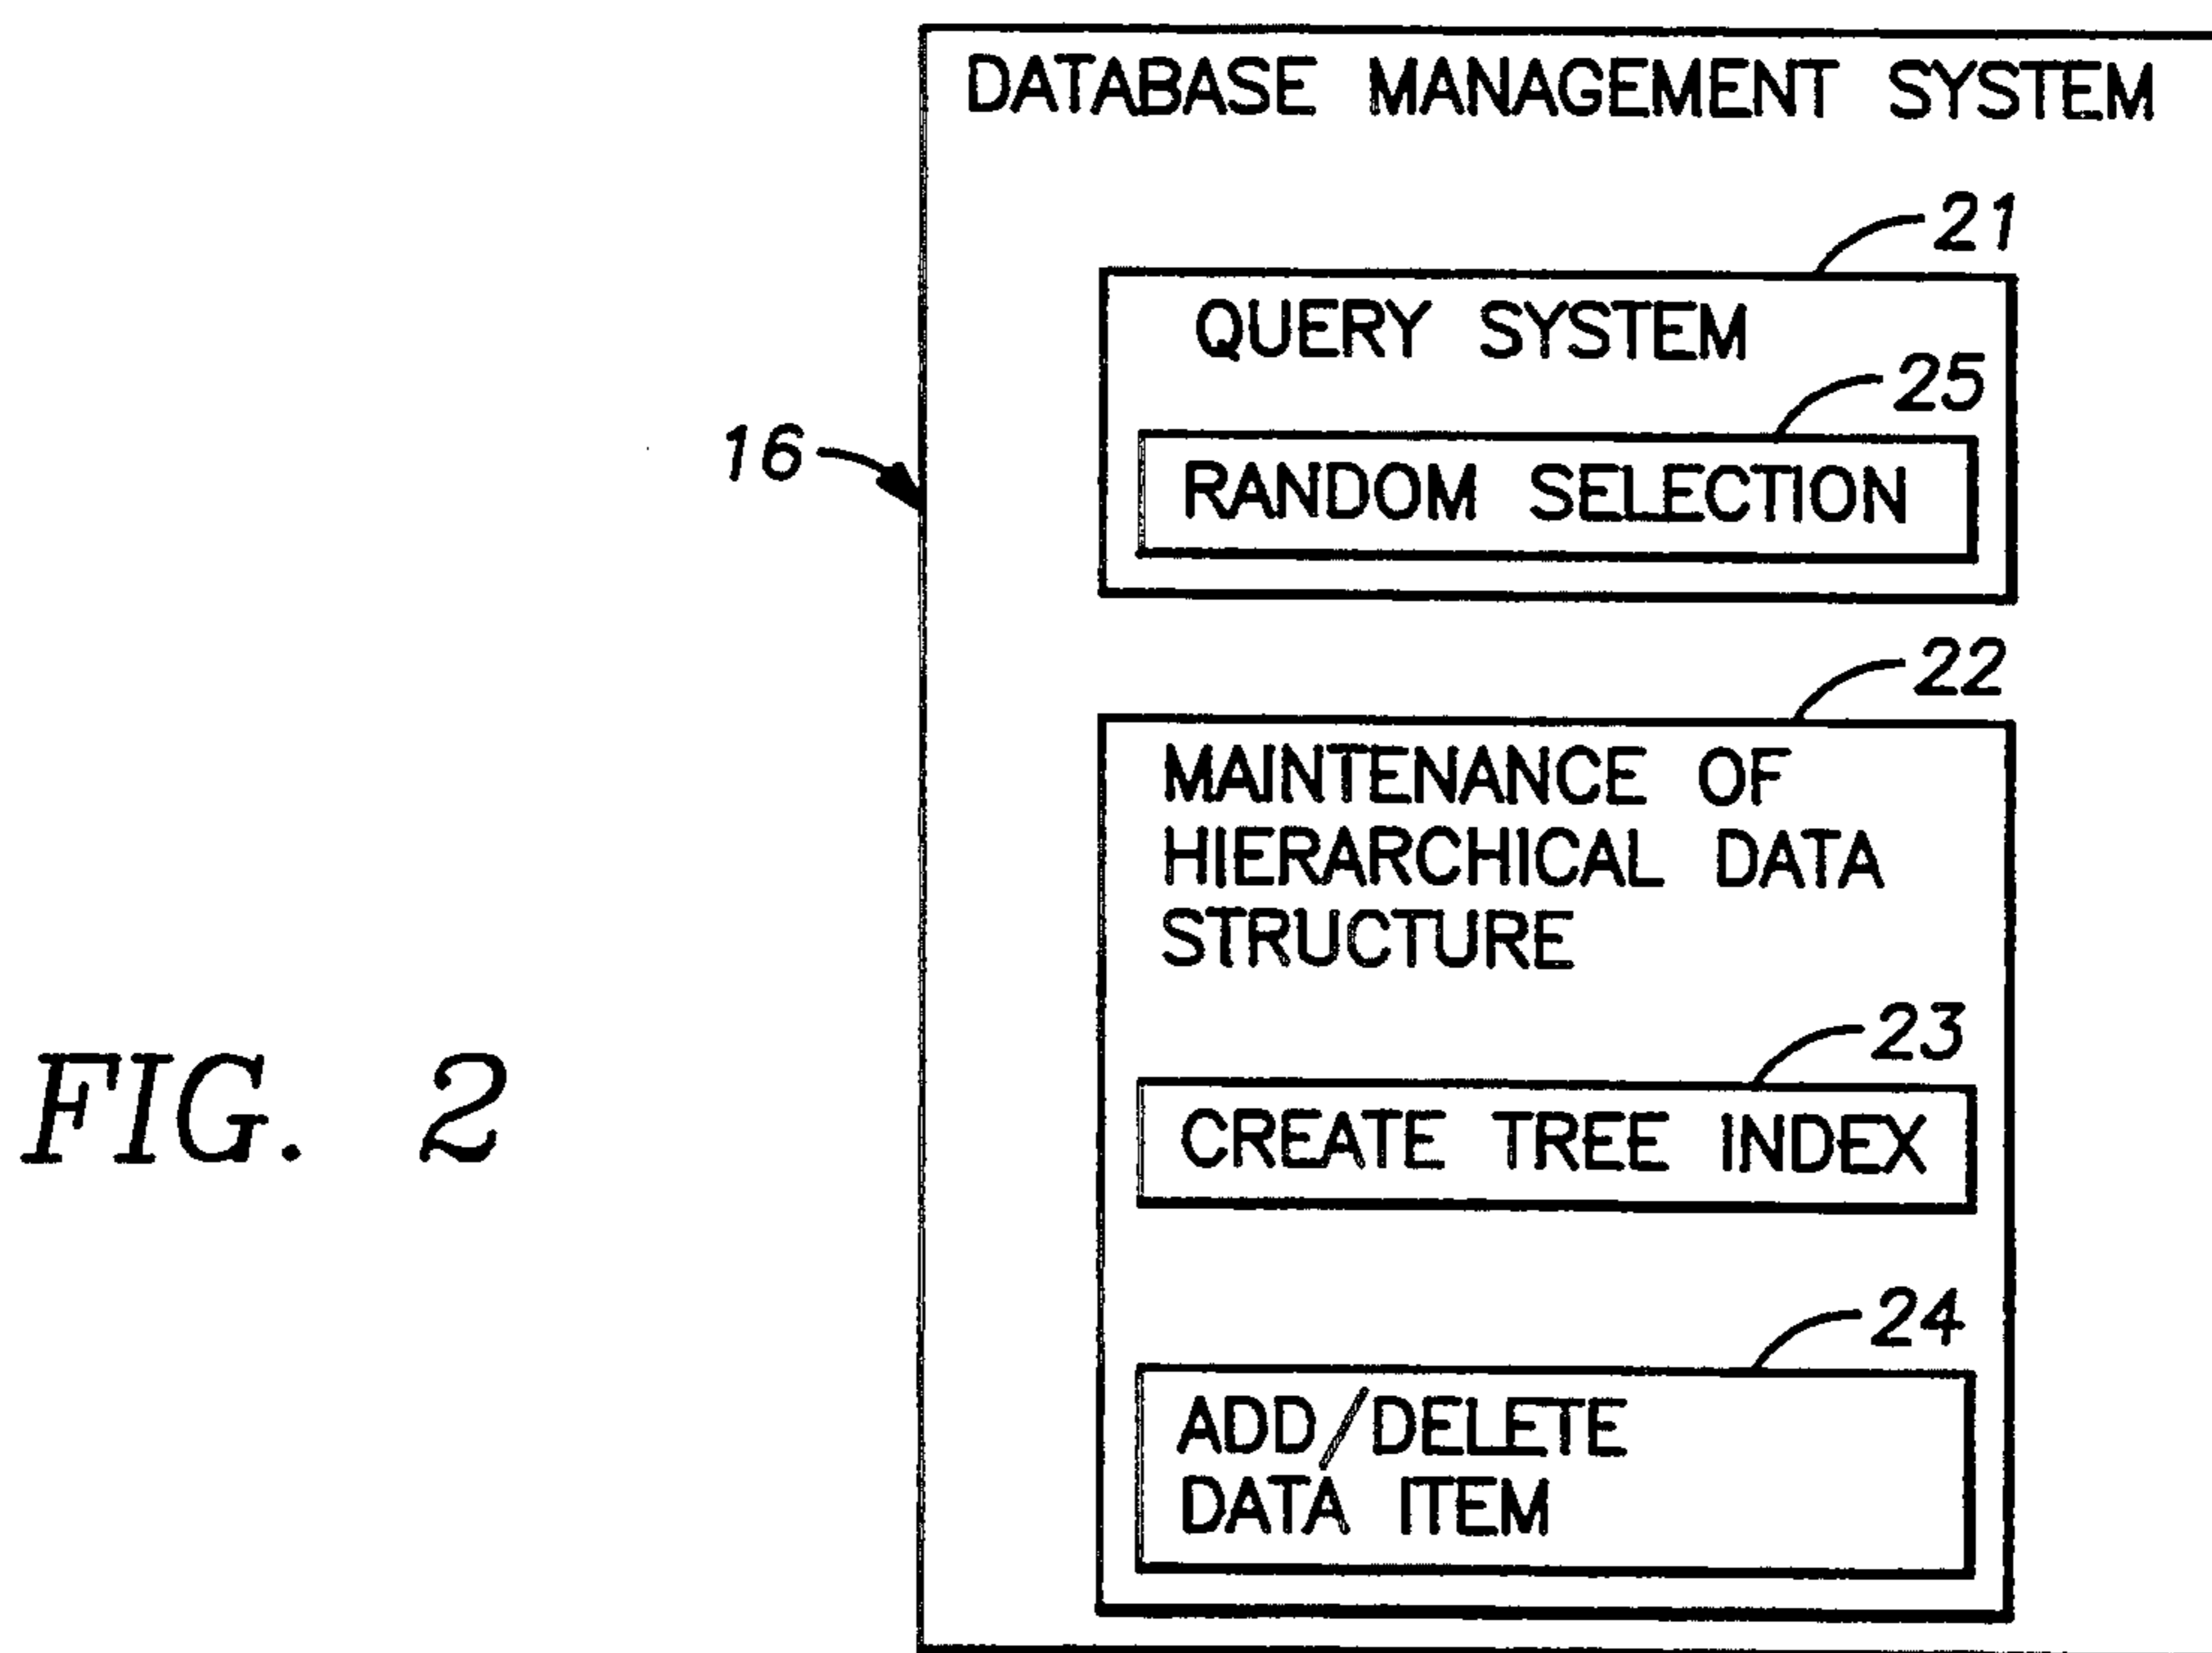 DATABASE MANAGEMENT SYSTEM
21
QUERY SYSTEM
25
16
RANDOM SELECTION
22
MAINTENANCE OF
HIERARCHICAL DATA
STRUCTURE
23
CREATE TREE INDEX
FIG. 2
24
ADD/DELETE
DATA ITEM